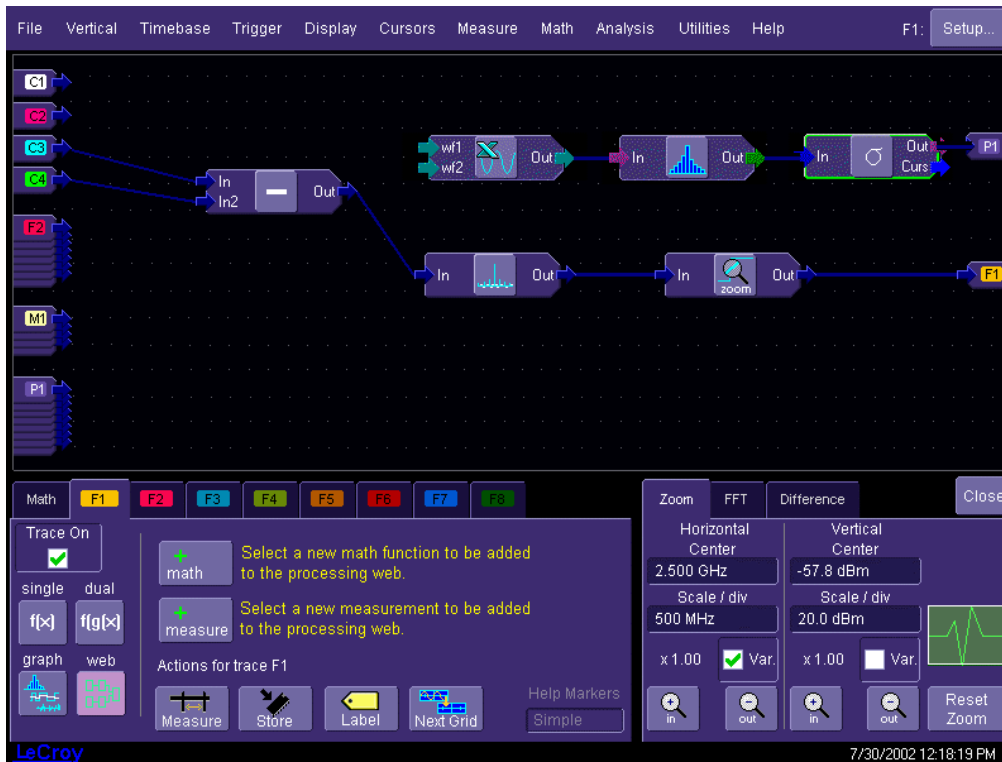 File Vertical Timebase Trigger Display Cursors Measure Math Analysis Utilities Help F1: Setup...
C1
C2
C3
C4
F2
M1
P1
In
In2
Out
wf1
wf2
Out
In
Out
In
Out
Curs
P1
In
Out
In
zoom
Out
F1
Math F1 F2 F3 F4 F5 F6 F7 F8
Trace On
single dual
f(x) f(g(x)
graph web
+
math
Select a new math function to be added
to the processing web.
+
measure
Select a new measurement to be added
to the processing web.
Actions for trace F1
Measure
Store
Label
Next Grid
Help Markers
Simple
Zoom FFT Difference Close
Horizontal
Center
2.500 GHz
Scale / div
500 MHz
x 1.00 Var.
in out
Vertical
Center
-57.8 dBm
Scale / div
20.0 dBm
x 1.00 Var.
in out
Reset
Zoom
LeCroy
7/30/2002 12:18:19 PM